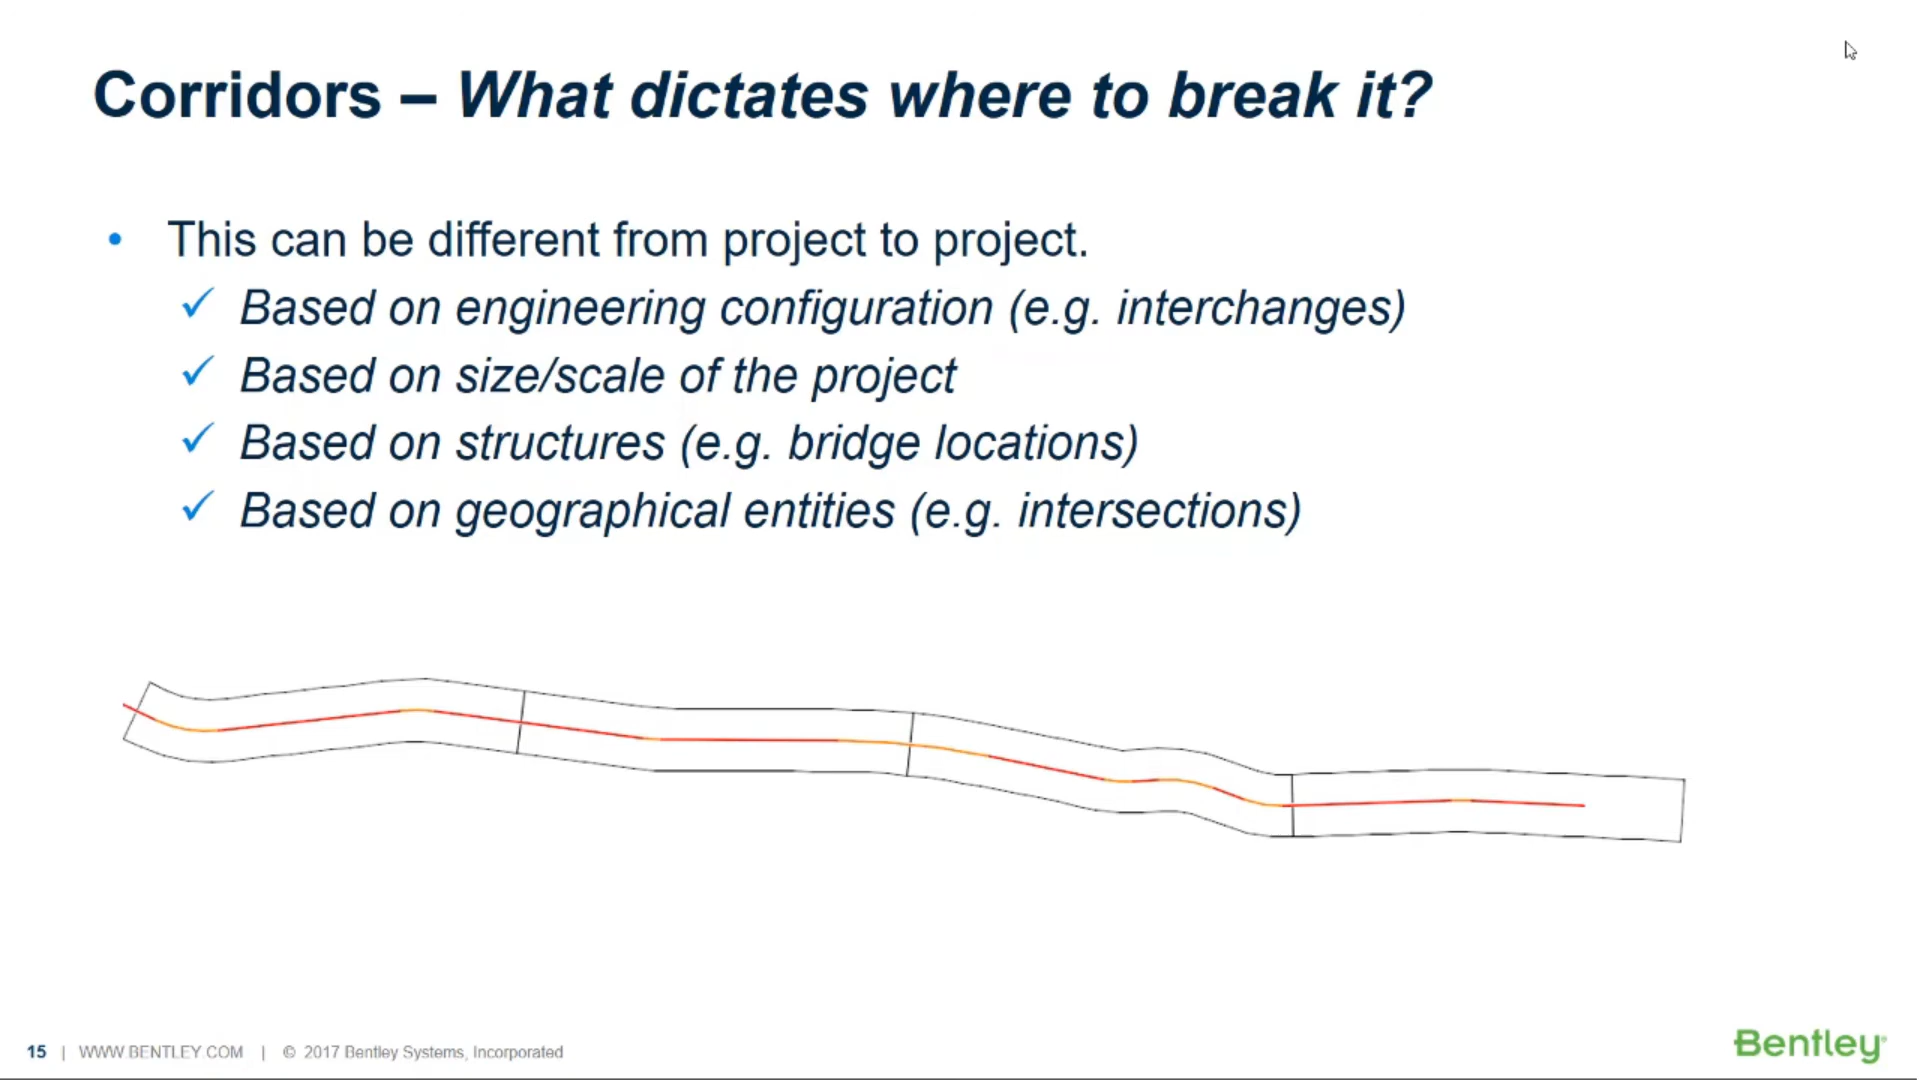 Corridors – What dictates where to break it?
• This can be different from project to project.
✓ Based on engineering configuration (e.g. interchanges)
✓ Based on size/scale of the project
✓ Based on structures (e.g. bridge locations)
✓ Based on geographical entities (e.g. intersections)
15 | WWW.BENTLEY.COM | © 2017 Bentley Systems, Incorporated
Bentley